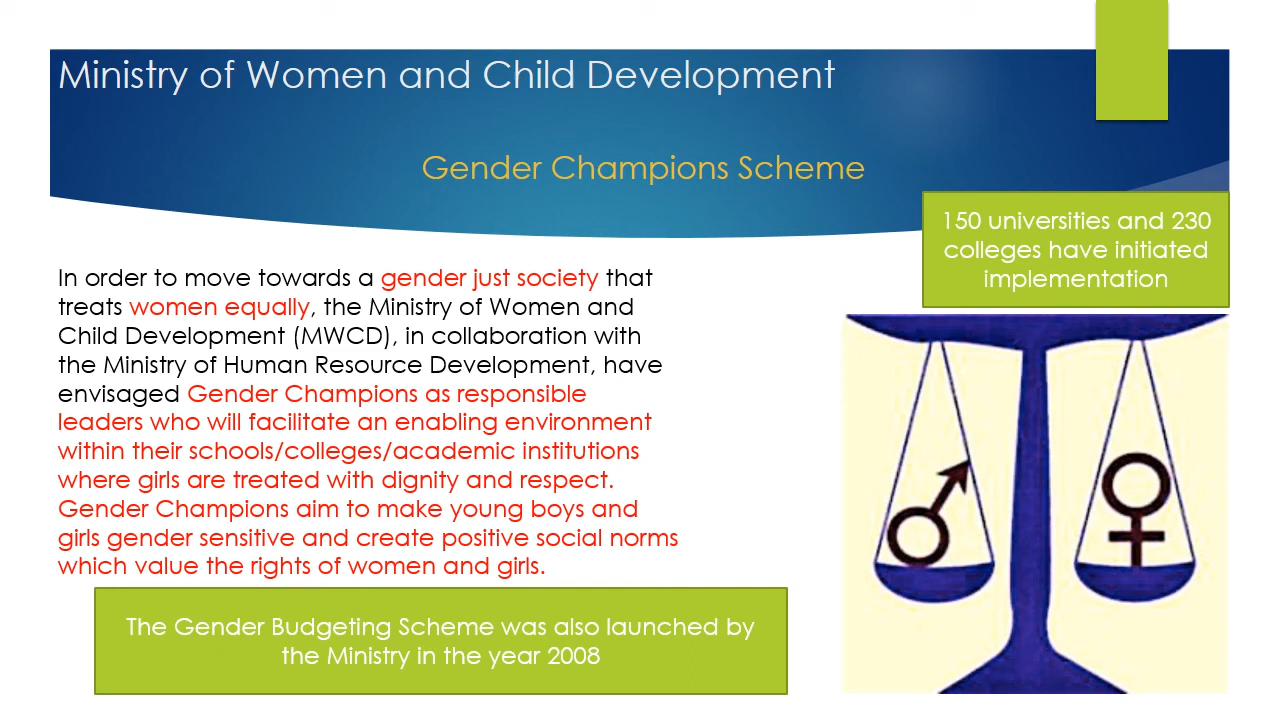 Ministry of Women and Child Development
Gender Champions Scheme
150 universities and 230
colleges have initiated
implementation
In order to move towards a gender just society that
treats women equally, the Ministry of Women and
Child Development (MWCD), in collaboration with
the Ministry of Human Resource Development, have
envisaged Gender Champions as responsible
leaders who will facilitate an enabling environment
within their schools/colleges/academic institutions
where girls are treated with dignity and respect.
Gender Champions aim to make young boys and
girls gender sensitive and create positive social norms
which value the rights of women and girls.
The Gender Budgeting Scheme was also launched by
the Ministry in the year 2008